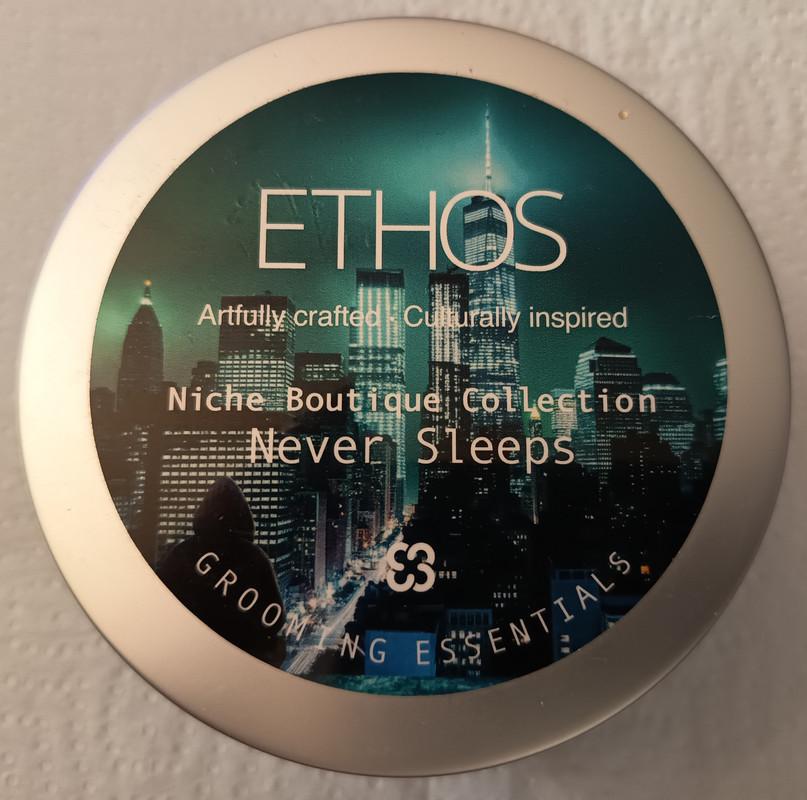 ETHOS
Artfully crafted · Culturally inspired
Niche Boutique Collection
Never Sleeps
GROOMING ESSENTIALS